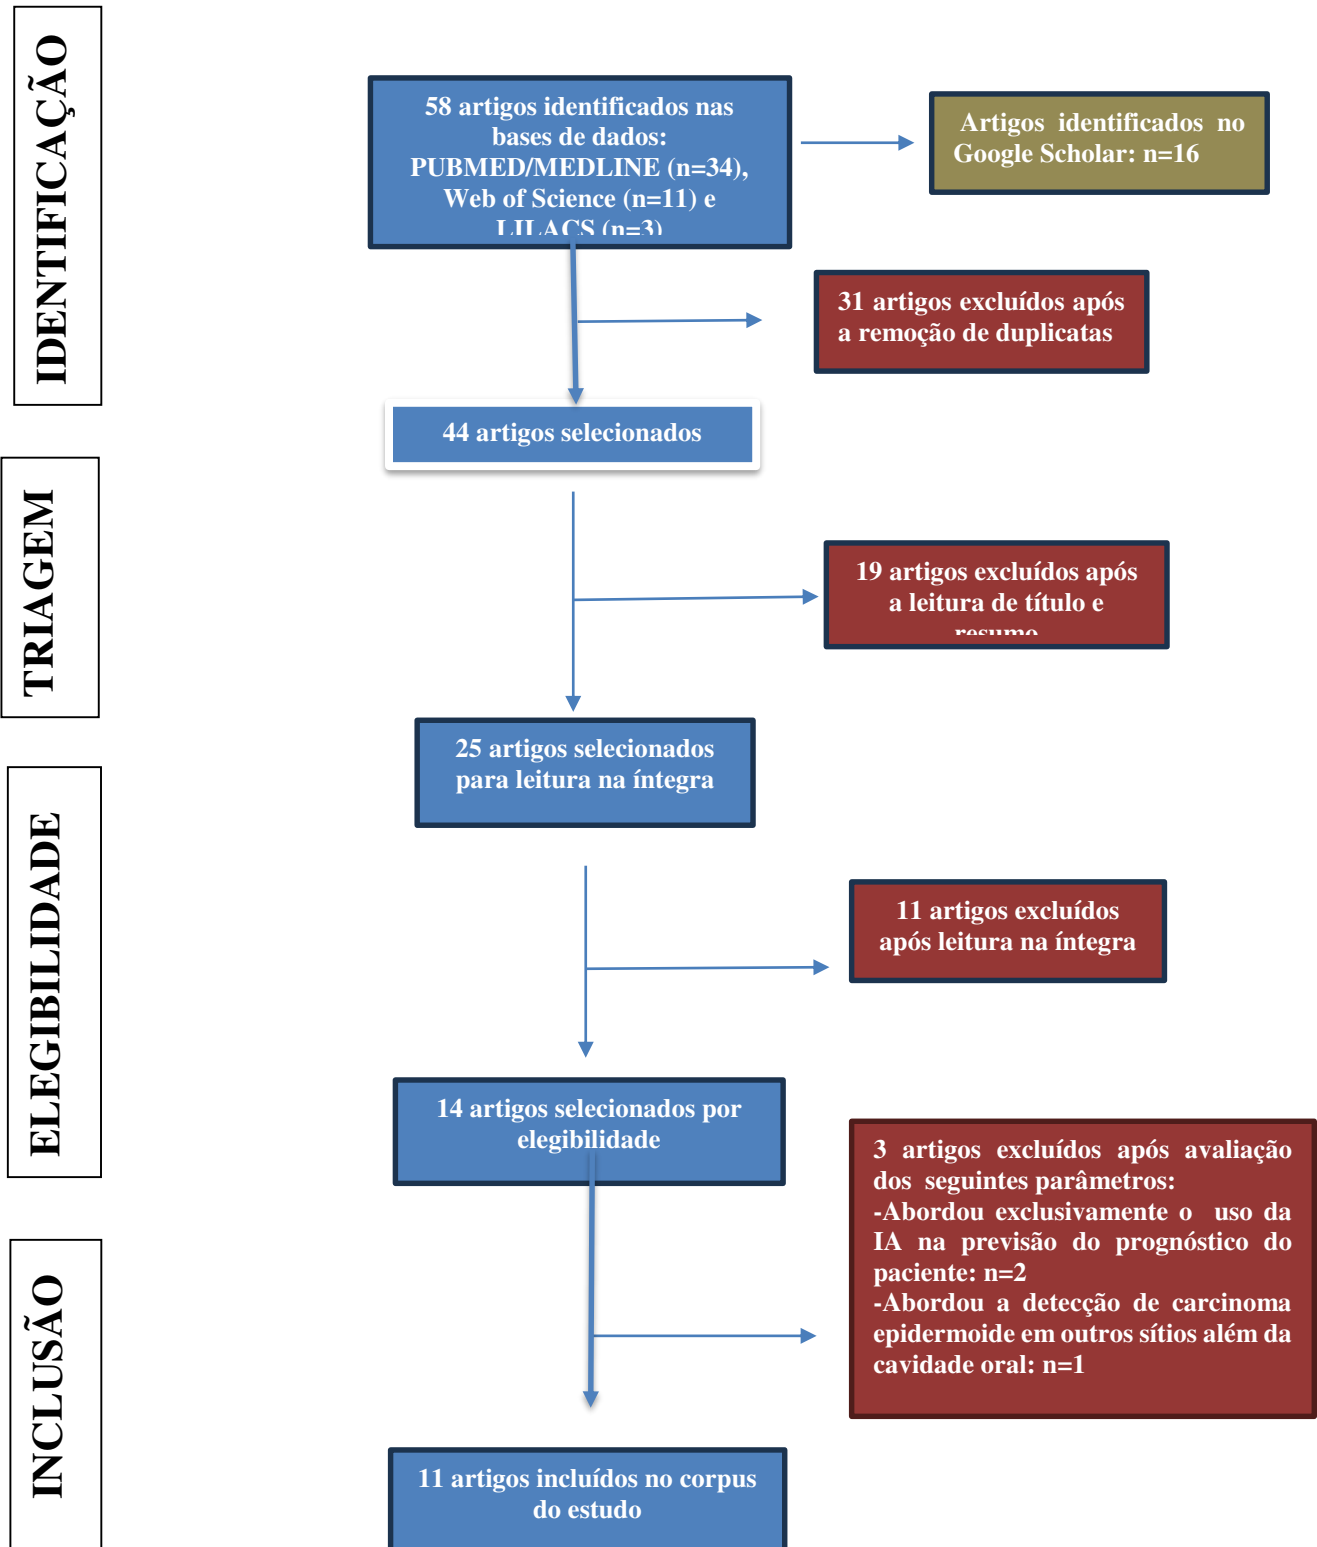 IDENTIFICAÇÃO
58 artigos identificados nas
bases de dados:
PUBMED/MEDLINE (n=34),
Web of Science (n=11) e
LILACS (n=3)
Artigos identificados no
Google Scholar: n=16
31 artigos excluídos após
a remoção de duplicatas
44 artigos selecionados
TRIAGEM
19 artigos excluídos após
a leitura de título e
resumo
25 artigos selecionados
para leitura na íntegra
ELEGIBILIDADE
11 artigos excluídos
após leitura na íntegra
14 artigos selecionados por
elegibilidade
3 artigos excluídos após avaliação
dos seguintes parâmetros:
-Abordou exclusivamente o uso da
IA na previsão do prognóstico do
paciente: n=2
-Abordou a detecção de carcinoma
epidermoide em outros sítios além da
cavidade oral: n=1
INCLUSÃO
11 artigos incluídos no corpus
do estudo